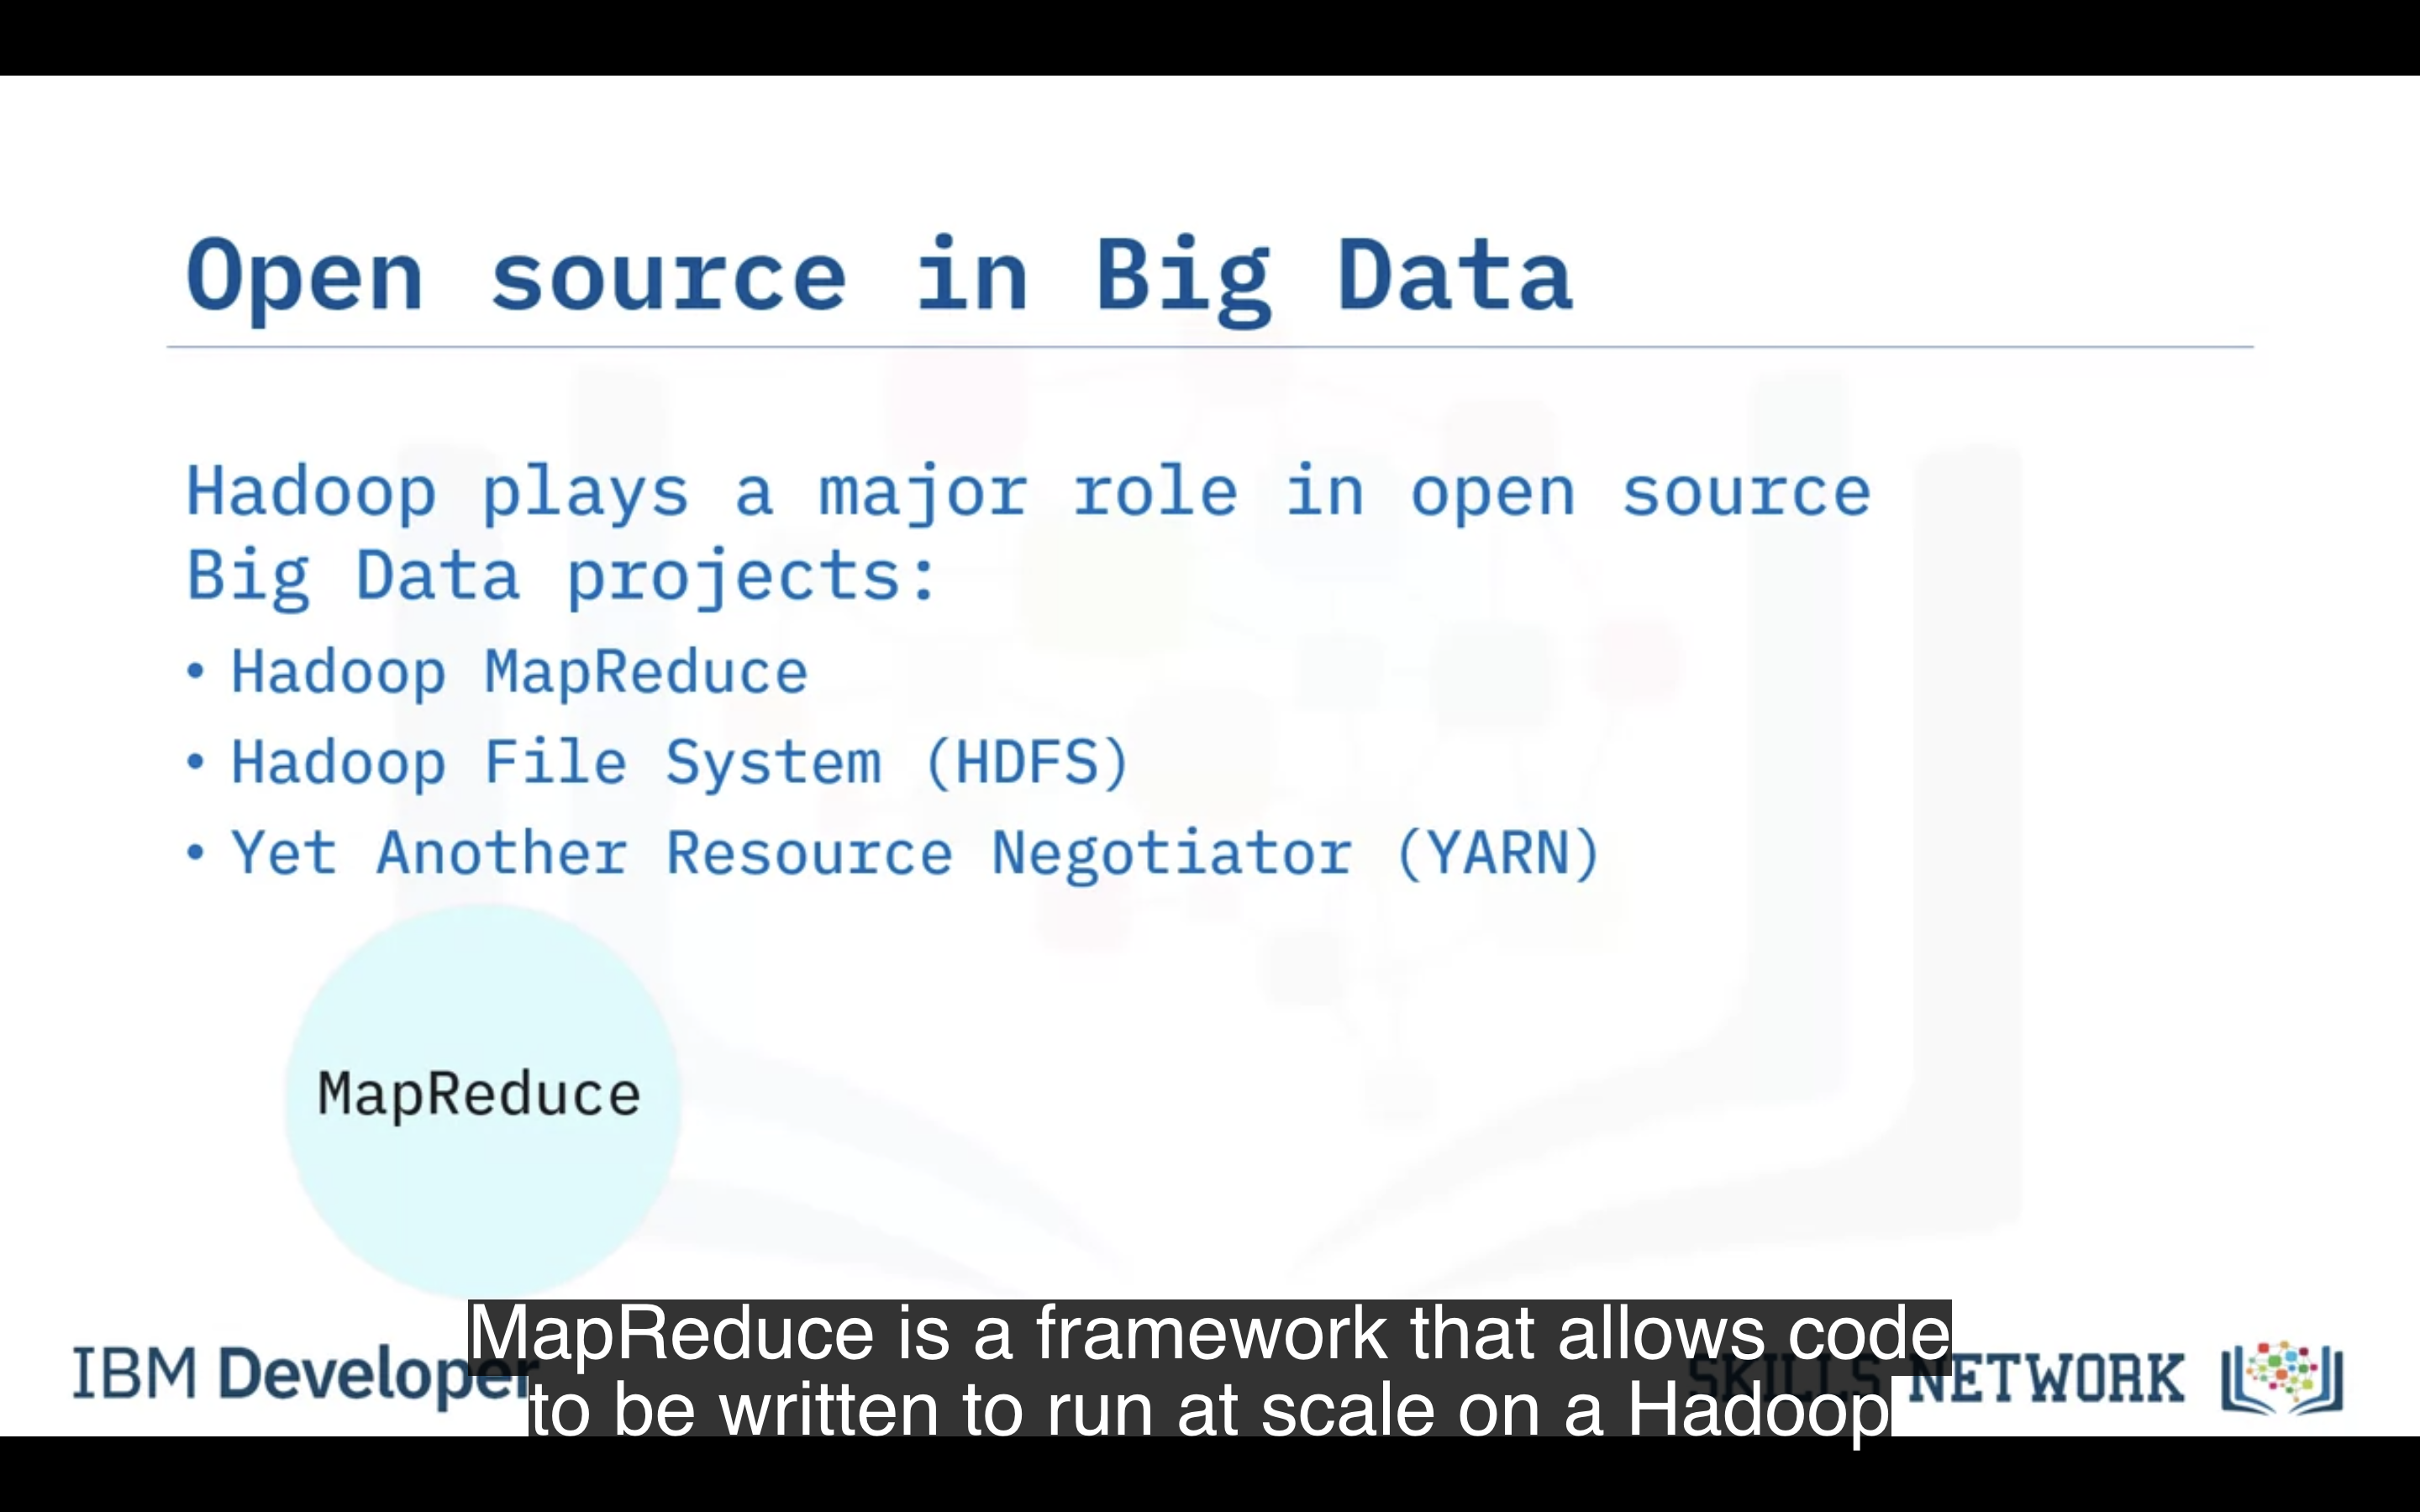 Open source in Big Data
Hadoop plays a major role in open source
Big Data projects:
• Hadoop MapReduce
• Hadoop File System (HDFS)
• Yet Another Resource Negotiator (YARN)
MapReduce
MapReduce is a framework that allows code
to be written to run at scale on a Hadoop
IBM Developer
SKILLS NETWORK